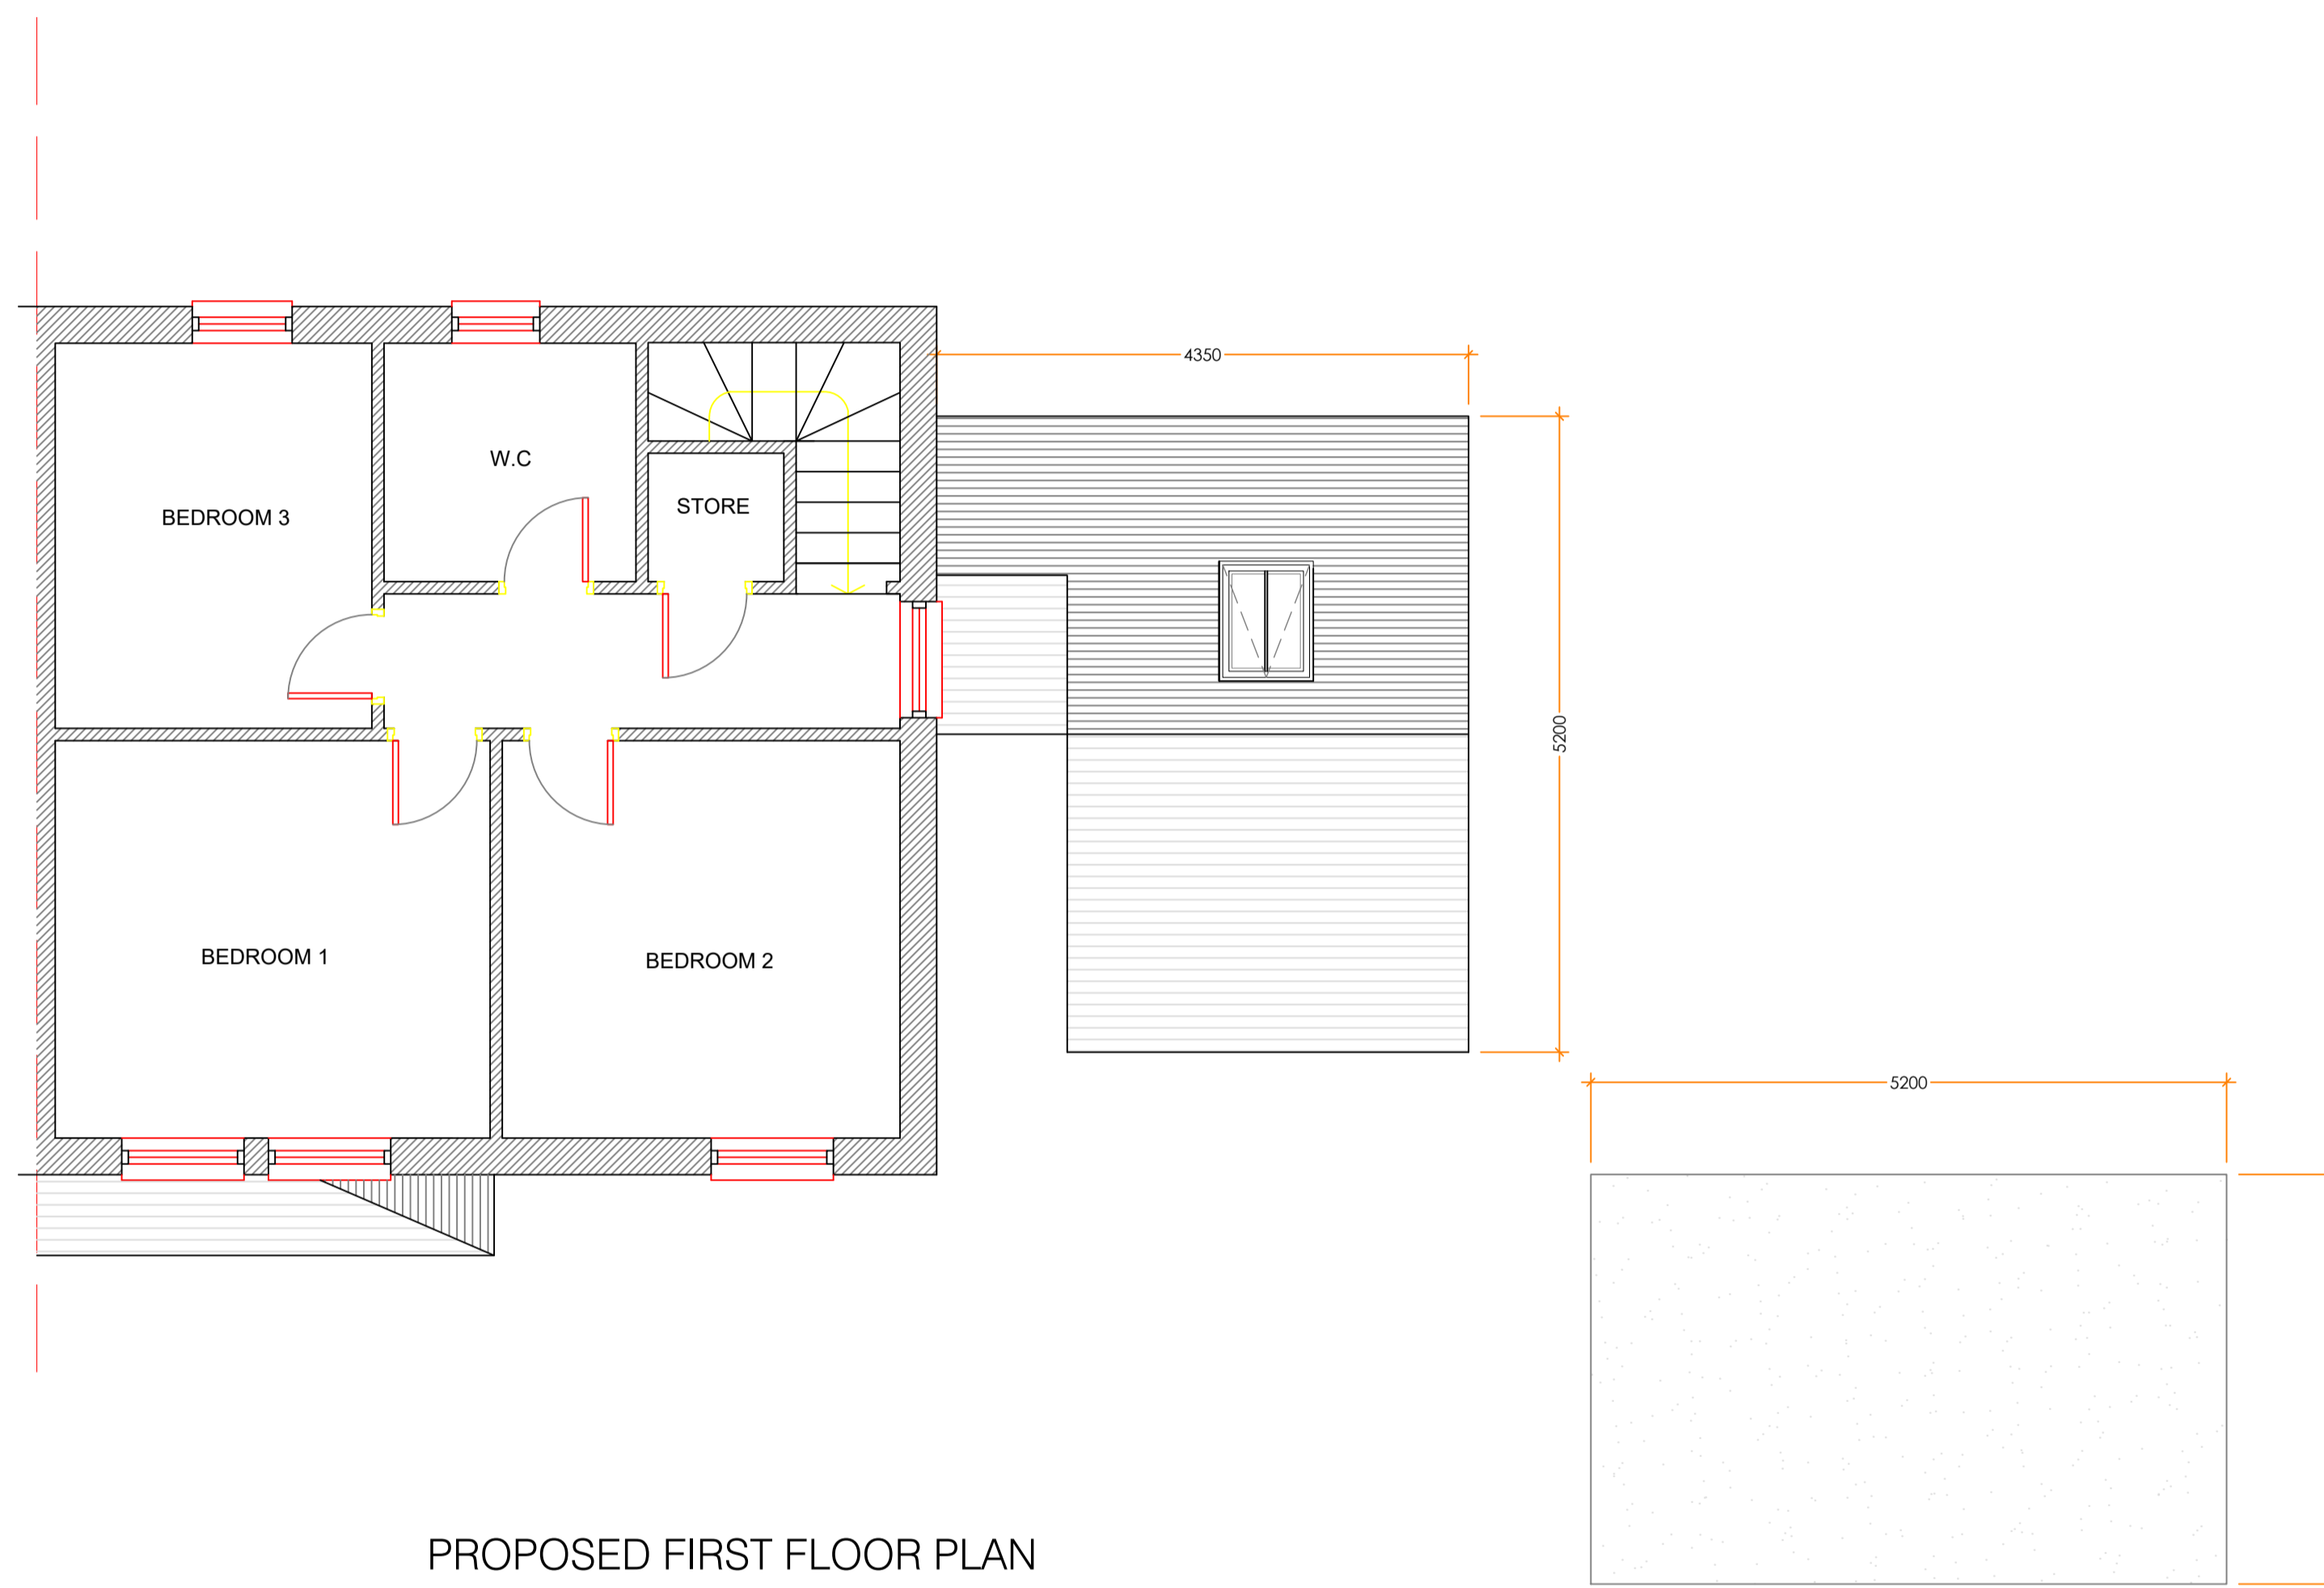 4350
W.C
STORE
BEDROOM 3
5200
BEDROOM 1
BEDROOM 2
5200
PROPOSED FIRST FLOOR PLAN